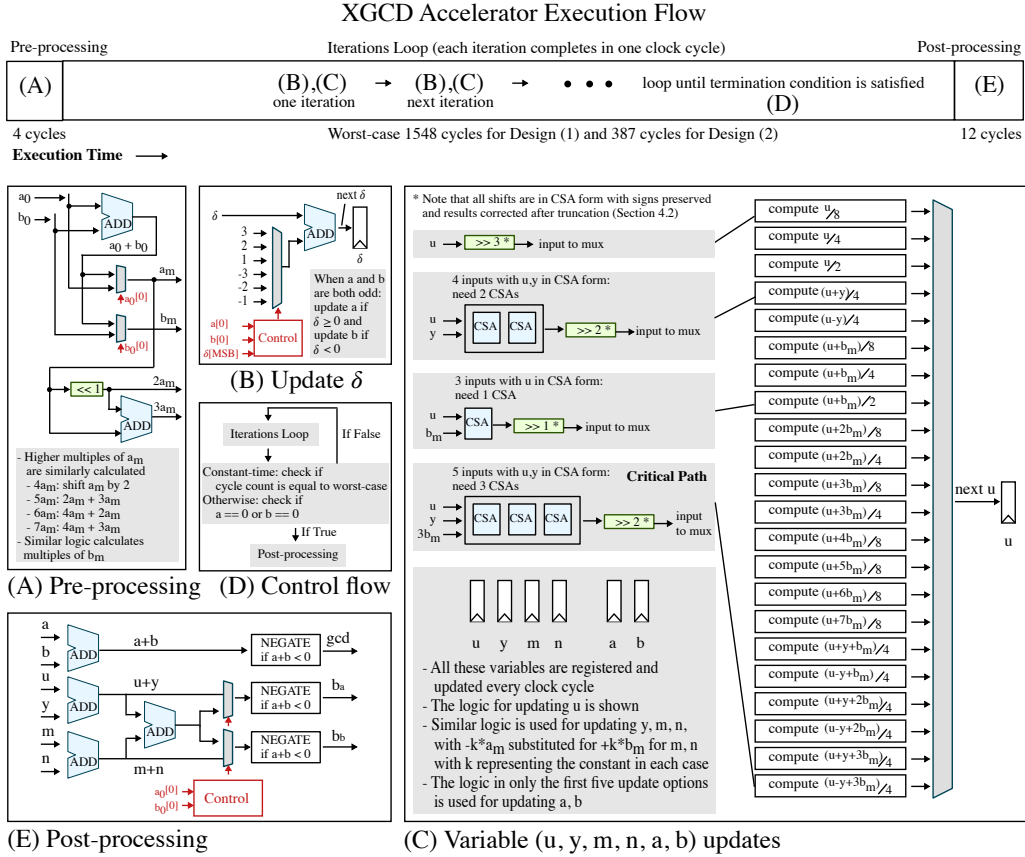 XGCD Accelerator Execution Flow
Pre-processing
Iterations Loop (each iteration completes in one clock cycle)
Post-processing
(A)
(B),(C)
one iteration
(B),(C)
next iteration
• • •
loop until termination condition is satisfied
(D)
(E)
4 cycles
Worst-case 1548 cycles for Design (1) and 387 cycles for Design (2)
12 cycles
Execution Time
a0
b0
ADD
a0 + b0
am
a0[0]
bm
b0[0]
<< 1
2am
3am
ADD
- Higher multiples of am
are similarly calculated
- 4am: shift am by 2
- 5am: 2am + 3am
- 6am: 4am + 2am
- 7am: 4am + 3am
- Similar logic calculates
multiples of bm
(A) Pre-processing
δ
next δ
ADD
3
2
1
-3
-2
-1
δ
When a and b
are both odd:
update a if
δ ≥ 0 and
update b if
δ < 0
a[0]
b[0]
δ[MSB]
Control
(B) Update δ
Iterations Loop
If False
Constant-time: check if
cycle count is equal to worst-case
Otherwise: check if
a == 0 or b == 0
If True
Post-processing
(D) Control flow
* Note that all shifts are in CSA form with signs preserved
and results corrected after truncation (Section 4.2)
u
>> 3 *
input to mux
4 inputs with u,y in CSA form:
need 2 CSAs
u
y
CSA
CSA
>> 2 *
input to mux
3 inputs with u in CSA form:
need 1 CSA
u
bm
CSA
>> 1 *
input to mux
5 inputs with u,y in CSA form:
need 3 CSAs
Critical Path
u
y
3bm
CSA
CSA
CSA
>> 2 *
input
to mux
u
y
m
n
a
b
- All these variables are registered and
updated every clock cycle
- The logic for updating u is shown
- Similar logic is used for updating y, m, n,
with -k*am substituted for +k*bm for m, n
with k representing the constant in each case
- The logic in only the first five update options
is used for updating a, b
compute u/8
compute u/4
compute u/2
compute (u+y)/4
compute (u-y)/4
compute (u+bm)/8
compute (u+bm)/4
compute (u+bm)/2
compute (u+2bm)/8
compute (u+2bm)/4
compute (u+3bm)/8
compute (u+3bm)/4
compute (u+4bm)/8
compute (u+5bm)/8
compute (u+6bm)/8
compute (u+7bm)/8
compute (u+y+bm)/4
compute (u-y+bm)/4
compute (u+y+2bm)/4
compute (u-y+2bm)/4
compute (u+y+3bm)/4
compute (u-y+3bm)/4
next u
u
(C) Variable (u, y, m, n, a, b) updates
a
b
ADD
a+b
NEGATE
if a+b < 0
gcd
u
y
ADD
u+y
ADD
NEGATE
if a+b < 0
ba
m
n
ADD
m+n
NEGATE
if a+b < 0
bb
a0[0]
b0[0]
Control
(E) Post-processing